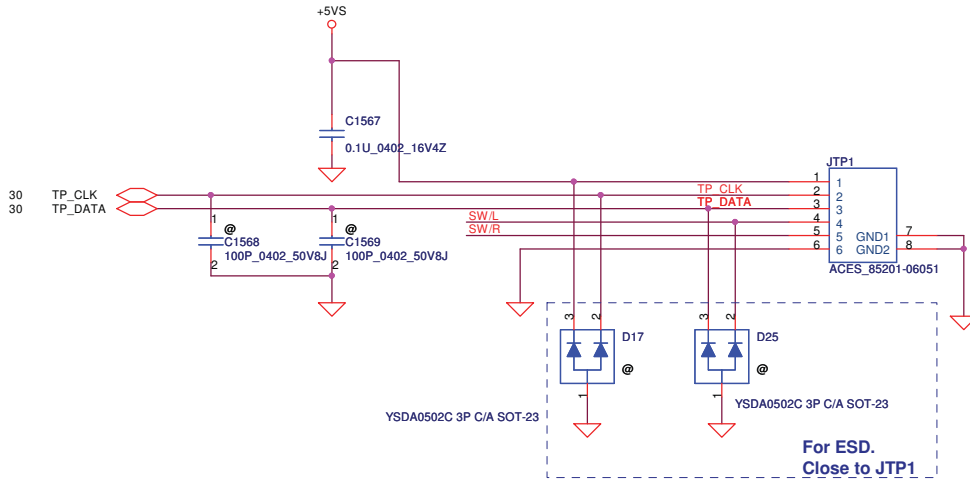 +5VS
C1567
0.1U_0402_16V4Z
JTP1
30 TP_CLK
30 TP_DATA
TP_CLK
TP_DATA
SW/L
SW/R
1
2
3
4
5
6
1
2
3
4
5
6
GND1
GND2
7
8
ACES_85201-06051
1
@
C1568
100P_0402_50V8J
2
1
@
C1569
100P_0402_50V8J
2
3
2
D17
@
1
YSDA0502C 3P C/A SOT-23
3
2
D25
@
1
YSDA0502C 3P C/A SOT-23
For ESD.
Close to JTP1